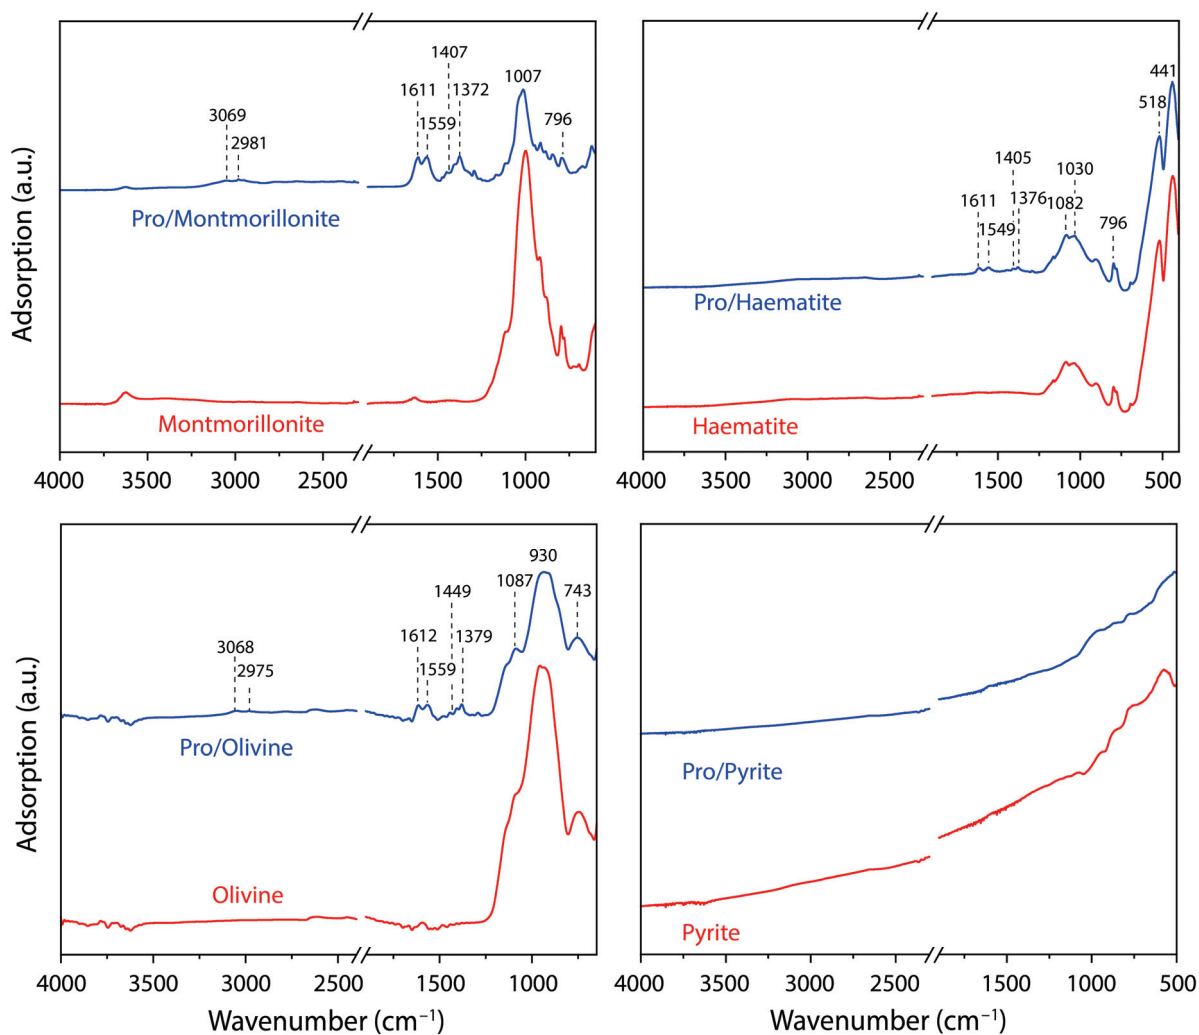 Adsorption (a.u.)
1407
1611
1372
1007
3069
1559
796
2981
Pro/Montmorillonite
Montmorillonite
4000 3500 3000 2500 1500 1000
441
518
1405
1030
1611
1376
1082
1549
796
Pro/Haematite
Haematite
4000 3500 3000 2500 1500 1000 500
Adsorption (a.u.)
930
1449
1087
743
1612
1379
3068
1559
2975
Pro/Olivine
Olivine
4000 3500 3000 2500 1500 1000
Wavenumber (cm⁻¹)
Pro/Pyrite
Pyrite
4000 3500 3000 2500 1500 1000 500
Wavenumber (cm⁻¹)